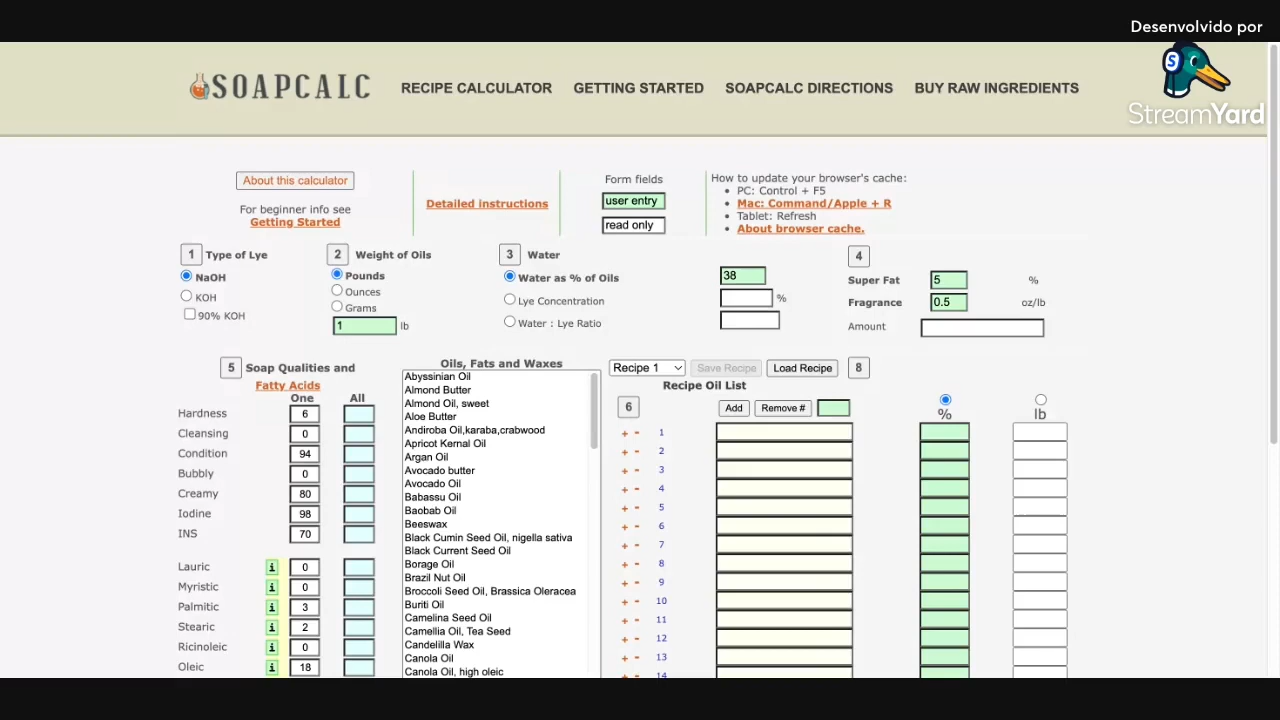 Desenvolvido por
StreamYard
SOAPCALC
RECIPE CALCULATOR GETTING STARTED SOAPCALC DIRECTIONS BUY RAW INGREDIENTS
About this calculator
For beginner info see
Getting Started
Detailed instructions
Form fields
user entry
read only
How to update your browser's cache:
• PC: Control + F5
• Mac: Command/Apple + R
• Tablet: Refresh
• About browser cache.
1 Type of Lye
NaOH
KOH
90% KOH
2 Weight of Oils
Pounds
Ounces
Grams
1 lb
3 Water
Water as % of Oils 38
Lye Concentration %
Water : Lye Ratio
4
Super Fat 5 %
Fragrance 0.5 oz/lb
Amount
5 Soap Qualities and
Fatty Acids
One All
Hardness 6
Cleansing 0
Condition 94
Bubbly 0
Creamy 80
Iodine 98
INS 70
Lauric i 0
Myristic i 0
Palmitic i 3
Stearic i 2
Ricinoleic i 0
Oleic i 18
Oils, Fats and Waxes
Abyssinian Oil
Almond Butter
Almond Oil, sweet
Aloe Butter
Andiroba Oil,karaba,crabwood
Apricot Kernal Oil
Argan Oil
Avocado butter
Avocado Oil
Babassu Oil
Baobab Oil
Beeswax
Black Cumin Seed Oil, nigella sativa
Black Current Seed Oil
Borage Oil
Brazil Nut Oil
Broccoli Seed Oil, Brassica Oleracea
Buriti Oil
Camelina Seed Oil
Camellia Oil, Tea Seed
Candelilla Wax
Canola Oil
Canola Oil, high oleic
Recipe 1 Save Recipe Load Recipe 8
Recipe Oil List
6 Add Remove # % lb
+ - 1
+ - 2
+ - 3
+ - 4
+ - 5
+ - 6
+ - 7
+ - 8
+ - 9
+ - 10
+ - 11
+ - 12
+ - 13
+ - 14